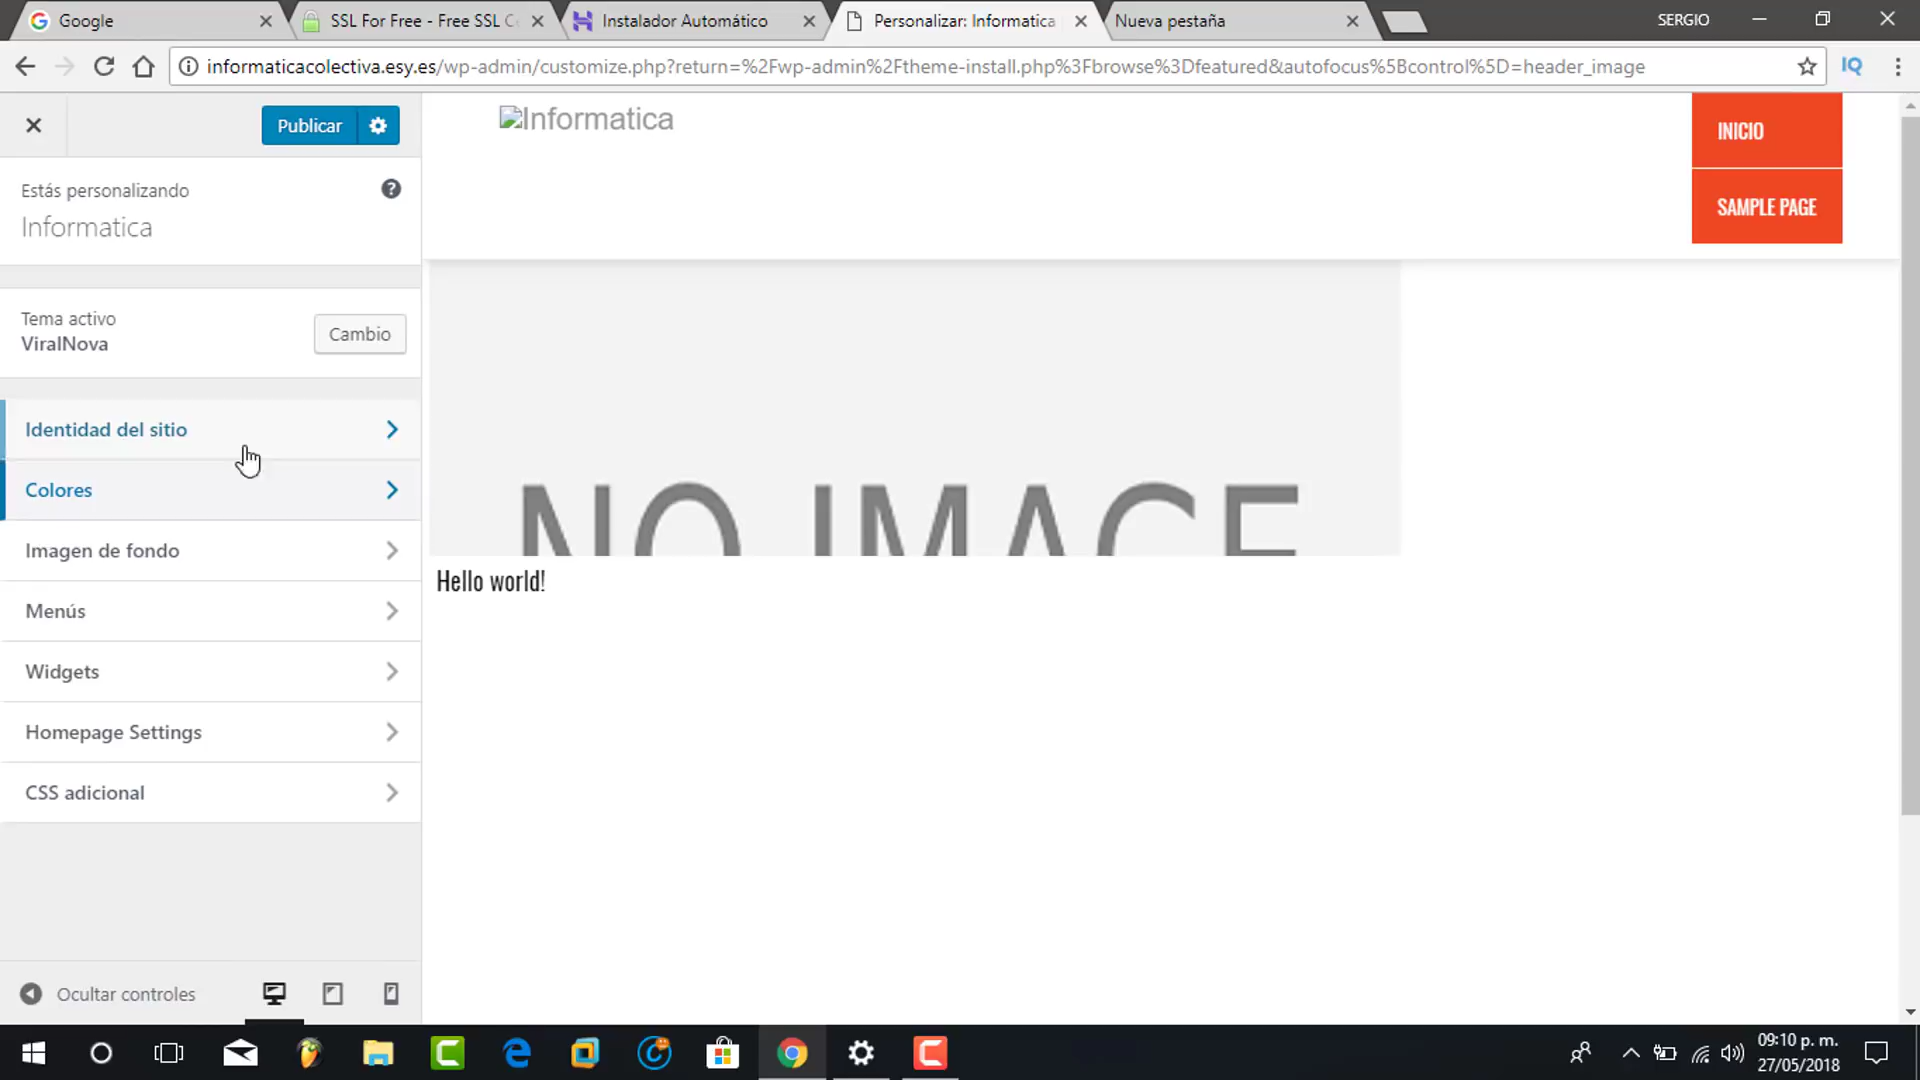 Google
SSL For Free - Free SSL Ce
Instalador Automático
Personalizar: Informatica
Nueva pestaña
SERGIO
informaticacolectiva.esy.es/wp-admin/customize.php?return=%2Fwp-admin%2Ftheme-install.php%3Fbrowse%3Dfeatured&autofocus%5Bcontrol%5D=header_image
IQ
Publicar
Estás personalizando
Informatica
Tema activo
ViralNova
Cambio
Identidad del sitio
Colores
Imagen de fondo
Menús
Widgets
Homepage Settings
CSS adicional
Ocultar controles
Informatica
INICIO
SAMPLE PAGE
NO IMAGE
Hello world!
09:10 p. m.
27/05/2018